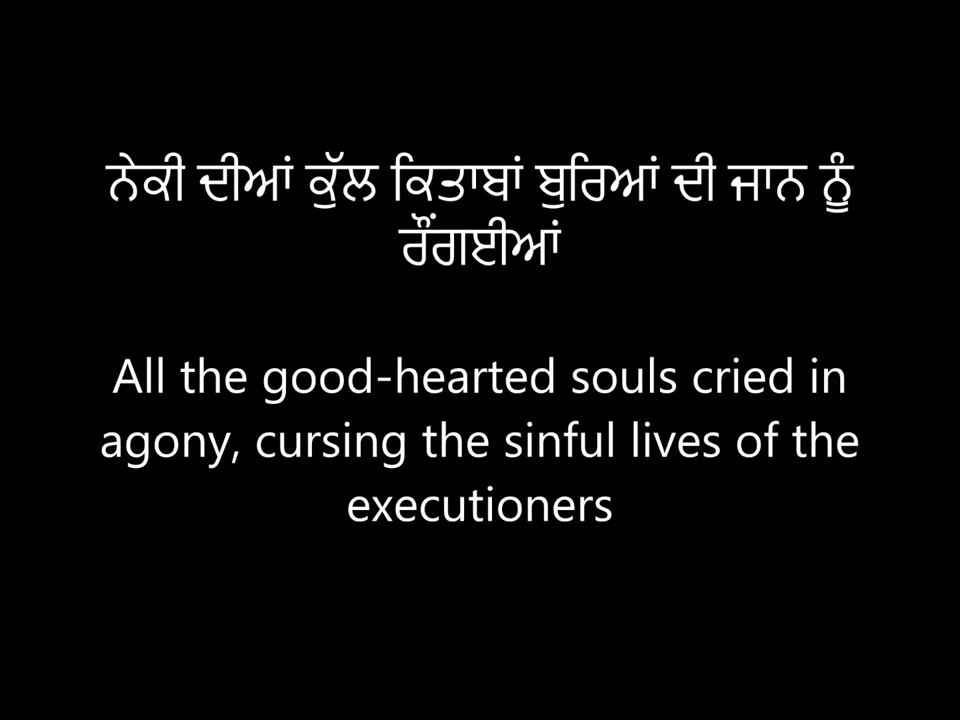 ਨੇਕੀ ਦੀਆਂ ਕੁੱਲ ਕਿਤਾਬਾਂ ਬੁਰਿਆਂ ਦੀ ਜਾਨ ਨੂੰ
ਰੌਂਗਈਆਂ
All the good-hearted souls cried in
agony, cursing the sinful lives of the
executioners